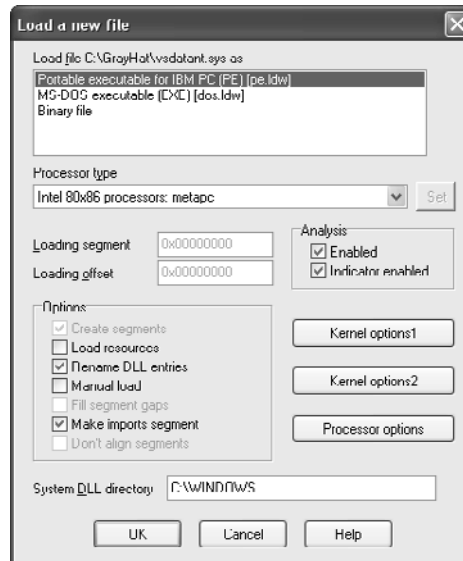 Load a new file
Load file C:\GrayHat\vsdatant.sys as
Portable executable for IBM PC (PE) [pe.ldw]
MS-DOS executable (EXE) [dos.ldw]
Binary file
Processor type
Intel 80x86 processors: metapc
Set
Loading segment 0x00000000
Loading offset 0x00000000
Analysis
Enabled
Indicator enabled
Options
Create segments
Load resources
Rename DLL entries
Manual load
Fill segment gaps
Make imports segment
Don't align segments
Kernel options1
Kernel options2
Processor options
System DLL directory C:\WINDOWS
OK Cancel Help